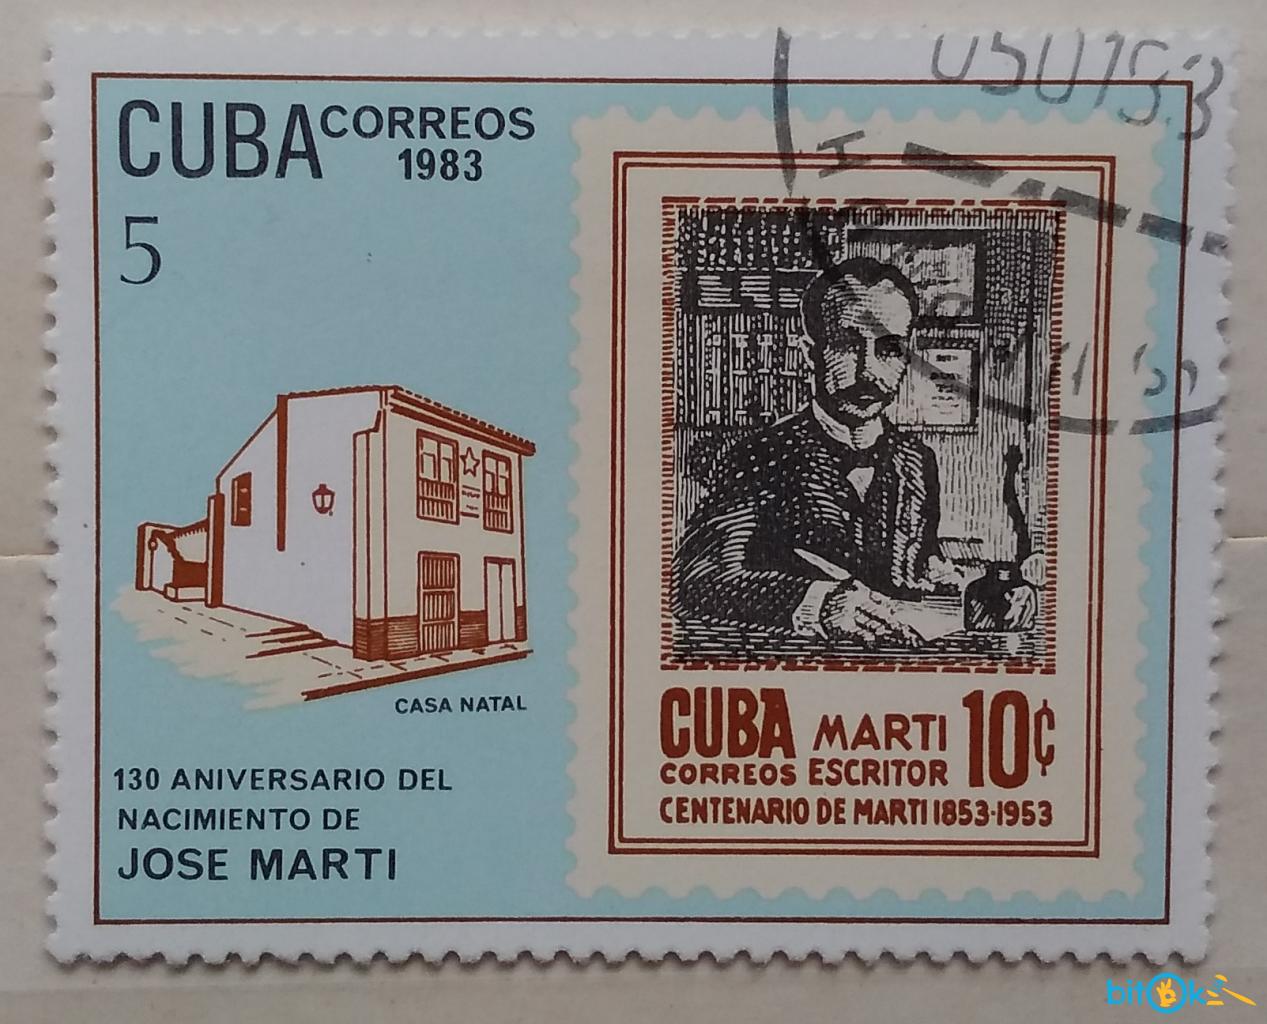 CUBA CORREOS
1983
5
CASA NATAL
130 ANIVERSARIO DEL
NACIMIENTO DE
JOSE MARTI
CUBA MARTI 10¢
CORREOS ESCRITOR
CENTENARIO DE MARTI 1853-1953